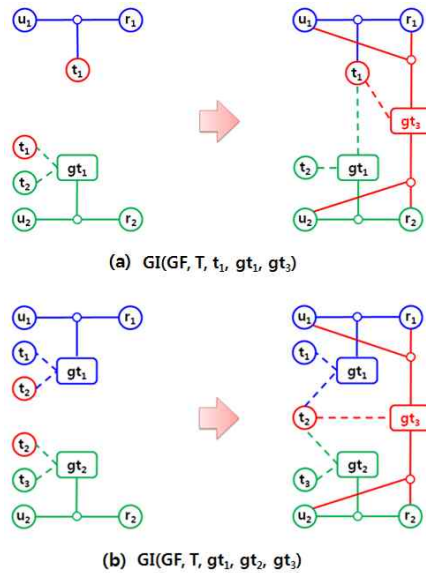 u₁ r₁ u₁ r₁
t₁ t₁
t₁ gt₃
t₂ gt₁ t₂ gt₁
u₂ r₂ u₂ r₂
(a) GI(GF, T, t₁, gt₁, gt₃)
u₁ r₁ u₁ r₁
t₁ t₁
gt₁ gt₁
t₂ t₂ gt₃
t₂
gt₂ gt₂
t₃ t₃
u₂ r₂ u₂ r₂
(b) GI(GF, T, gt₁, gt₂, gt₃)